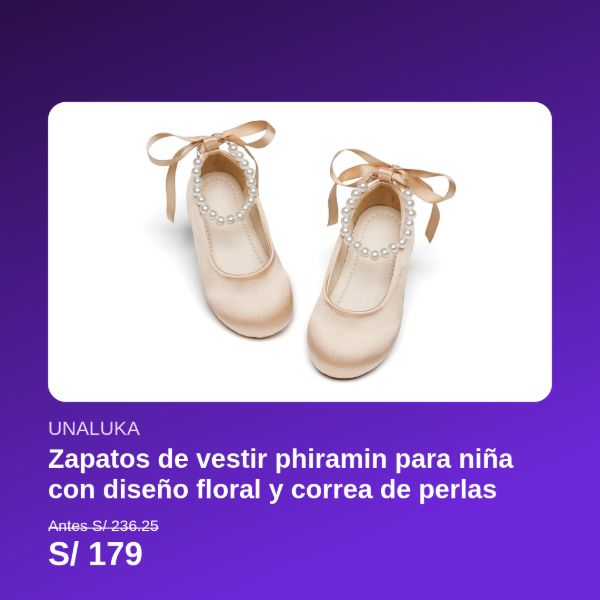 UNALUKA
Zapatos de vestir phiramin para niña
con diseño floral y correa de perlas
Antes S/ 236.25
S/ 179